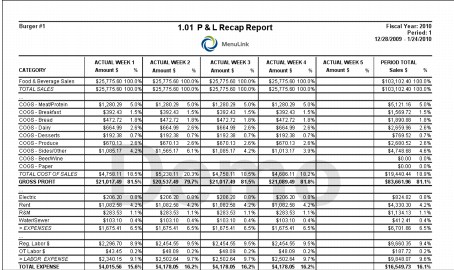 Burger #1 1.01 P & L Recap Report Fiscal Year: 2010
Period: 1
12/28/2009 - 1/24/2010
MenuLink
ACTUAL WEEK 1 ACTUAL WEEK 2 ACTUAL WEEK 3 ACTUAL WEEK 4 ACTUAL WEEK 5 PERIOD TOTAL
CATEGORY Amount $ % Amount $ % Amount $ % Amount $ % Amount $ % Sales $ %
Food & Beverage Sales $25,775.60 100.0% $25,775.60 100.0% $25,775.60 100.0% $25,775.60 100.0% $103,102.40 100.0%
TOTAL SALES $25,775.60 100.0% $25,775.60 100.0% $25,775.60 100.0% $25,775.60 100.0% $103,102.40 100.0%
COGS - Meat/Protein $1,280.29 5.0% $1,280.29 5.0% $1,280.29 5.0% $1,280.29 5.0% $5,121.16 5.0%
COGS - Breakfast $392.43 1.5% $392.43 1.5% $392.43 1.5% $392.43 1.5% $1,569.72 1.5%
COGS - Bread $472.72 1.8% $472.72 1.8% $472.72 1.8% $472.72 1.8% $1,890.88 1.8%
COGS - Dairy $664.99 2.6% $664.99 2.6% $664.99 2.6% $664.99 2.6% $2,659.96 2.6%
COGS - Desserts $192.38 0.7% $192.38 0.7% $192.38 0.7% $192.38 0.7% $769.52 0.7%
COGS - Produce $670.13 2.6% $670.13 2.6% $670.13 2.6% $670.13 2.6% $2,680.52 2.6%
COGS - Sides/Other $1,085.17 4.2% 6.1% $1,085.17 4.2% $1,013.17 3.9% $4,748.68 4.6%
COGS - Beer/Wine $0.00 0.0%
COGS - Paper $0.00 0.0%
TOTAL COST OF SALES $4,758.11 18.5% $5,238.11 20.3% $4,758.11 18.5% $4,686.11 18.2% $19,440.44 18.9%
GROSS PROFIT $21,017.49 81.5% $20,537.49 79.7% $21,017.49 81.5% $21,089.49 81.8% $83,661.96 81.1%
Demo
Electric $206.20 0.8% $206.20 0.8% $206.20 0.8% $206.20 0.8% $824.82 0.8%
Rent $1,082.58 4.2% $1,082.58 4.2% $1,082.58 4.2% $1,082.58 4.2% $4,330.30 4.2%
R&M $283.53 1.1% $283.53 1.1% $283.53 1.1% $283.53 1.1% $1,134.13 1.1%
Water/Sewer $103.10 0.4% $103.10 0.4% $103.10 0.4% $103.10 0.4% $412.41 0.4%
= EXPENSES $1,675.41 6.5% $1,675.41 6.5% $1,675.41 6.5% $1,675.41 6.5% $6,701.66 6.5%
Reg. Labor $ $2,296.70 8.9% $2,454.55 9.5% $2,454.55 9.5% $2,454.55 9.5% $9,660.35 9.4%
OT Labor $ $43.45 0.2% $48.09 0.2% $48.09 0.2% $48.09 0.2% $187.72 0.2%
= LABOR EXPENSE $2,340.15 9.1% $2,502.64 9.7% $2,502.64 9.7% $2,502.64 9.7% $9,848.07 9.6%
TOTAL EXPENSE $4,015.56 15.6% $4,178.05 16.2% $4,178.05 16.2% $4,178.05 16.2% $16,549.73 16.1%